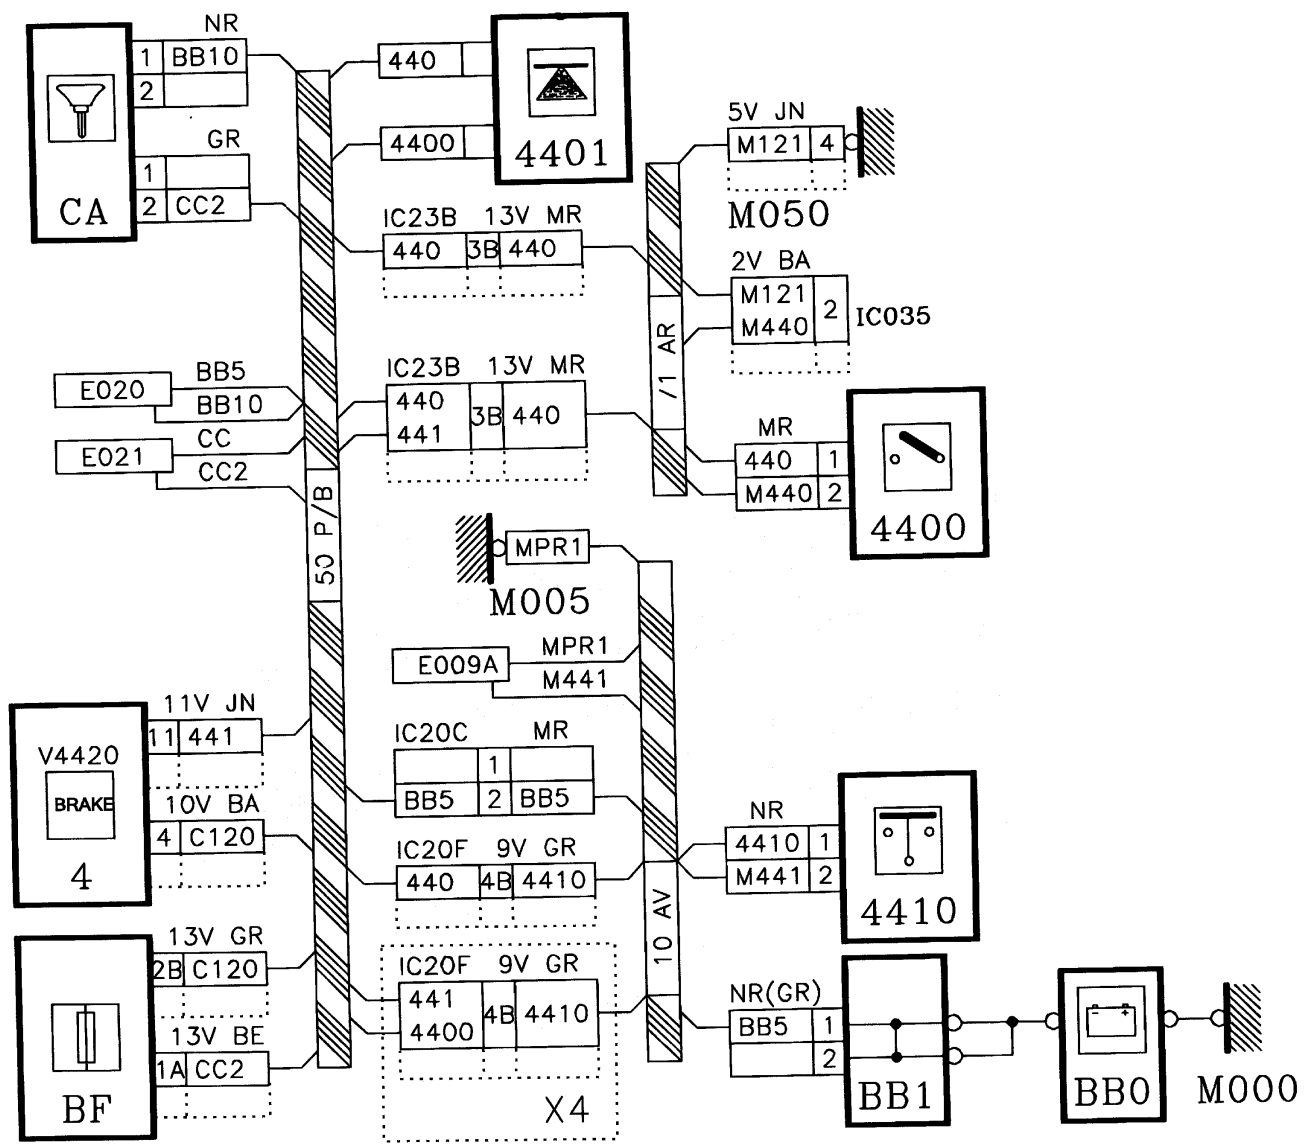 NR
1 BB10
2
GR
1
2 CC2
CA
440
4400
4401
5V JN
M121 4
M050
IC23B 13V MR
440 3B 440
2V BA
M121
M440
2
IC035
/1 AR
E020
BB5
BB10
E021
CC
CC2
IC23B 13V MR
440
441
3B 440
MR
440 1
M440 2
4400
50 P/B
MPR1
M005
E009A
MPR1
M441
11V JN
11 441
V4420
BRAKE
10V BA
4 C120
4
IC20C MR
1
BB5 2 BB5
IC20F 9V GR
440 4B 4410
NR
4410 1
M441 2
4410
10 AV
13V GR
2B C120
13V BE
1A CC2
BF
IC20F 9V GR
441
4400
4B 4410
X4
NR(GR)
BB5 1
2
BB1
BB0
M000